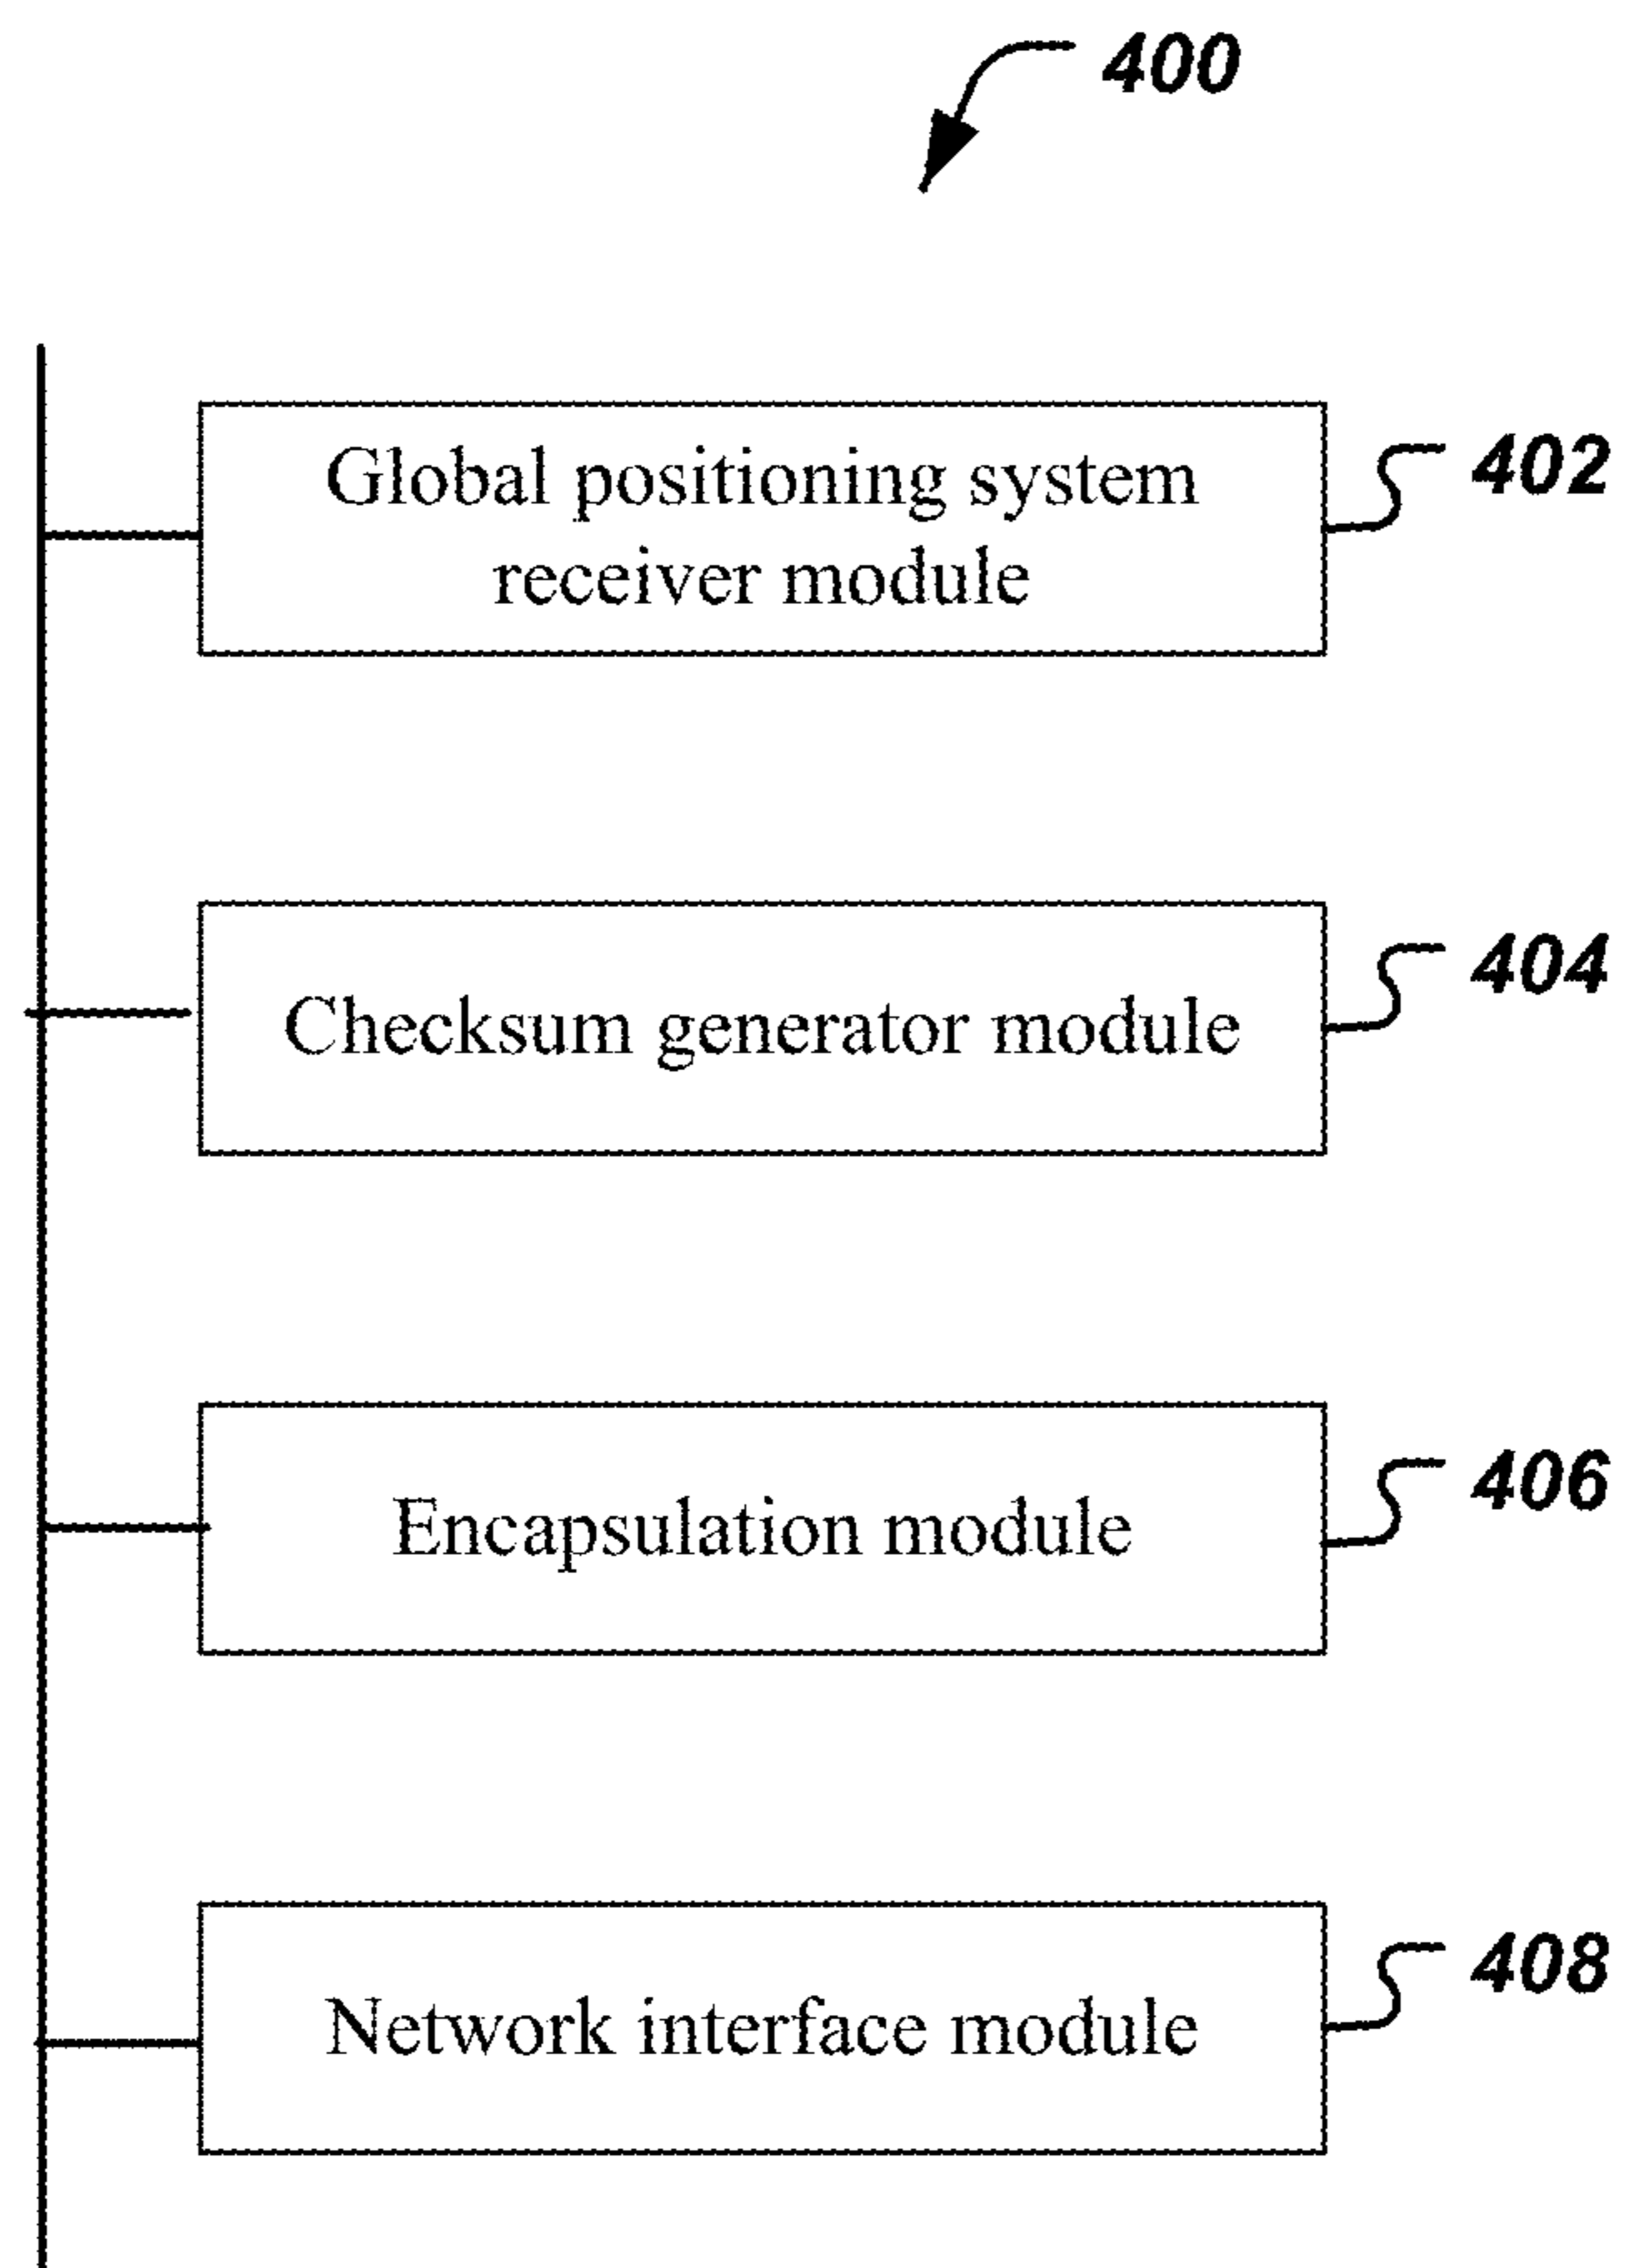 400
Global positioning system
receiver module
402
Checksum generator module
404
Encapsulation module
406
Network interface module
408